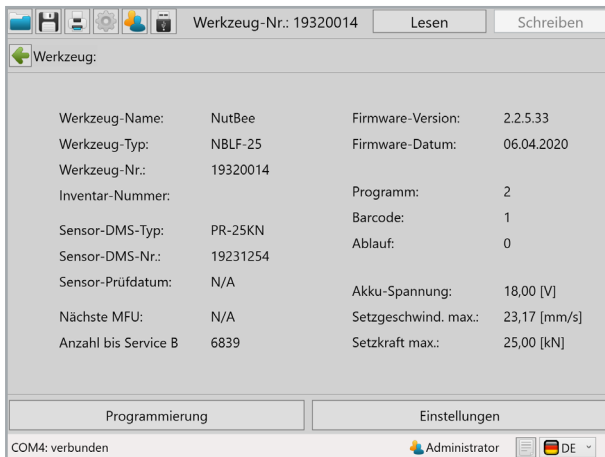 Werkzeug-Nr.: 19320014 Lesen Schreiben
Werkzeug:
Werkzeug-Name: NutBee Firmware-Version: 2.2.5.33
Werkzeug-Typ: NBLF-25 Firmware-Datum: 06.04.2020
Werkzeug-Nr.: 19320014
Inventar-Nummer: Programm: 2
Barcode: 1
Sensor-DMS-Typ: PR-25KN Ablauf: 0
Sensor-DMS-Nr.: 19231254
Sensor-Prüfdatum: N/A Akku-Spannung: 18,00 [V]
Nächste MFU: N/A Setzgeschwind. max.: 23,17 [mm/s]
Anzahl bis Service B 6839 Setzkraft max.: 25,00 [kN]
Programmierung Einstellungen
COM4: verbunden Administrator DE